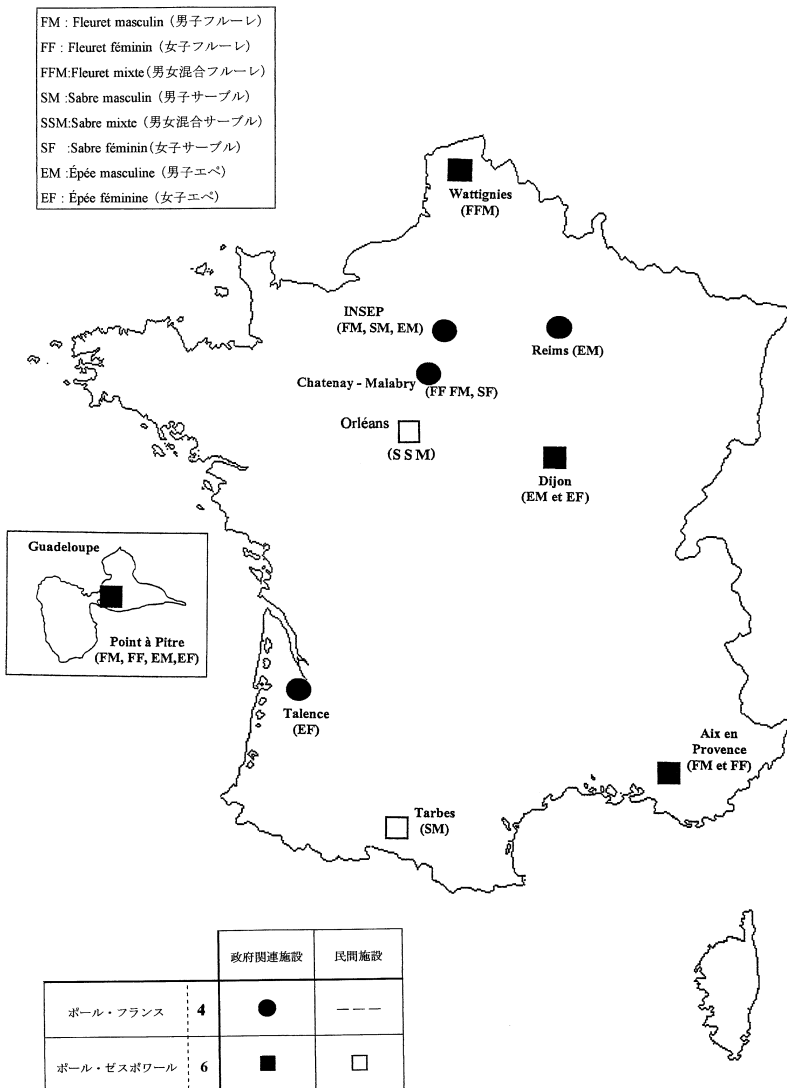 FM : Fleuret masculin（男子フルーレ）
FF : Fleuret féminin（女子フルーレ）
FFM:Fleuret mixte（男女混合フルーレ）
SM :Sabre masculin（男子サーブル）
SSM:Sabre mixte（男女混合サーブル）
SF :Sabre féminin（女子サーブル）
EM : Épée masculine（男子エペ）
EF : Épée féminine（女子エペ）
Wattignies
(FFM)
INSEP
(FM, SM, EM)
Reims (EM)
Chatenay - Malabry (FF FM, SF)
Orléans
(S S M)
Dijon
(EM et EF)
Guadeloupe
Point à Pitre
(FM, FF, EM,EF)
Talence
(EF)
Aix en
Provence
(FM et FF)
Tarbes
(SM)
政府関連施設 民間施設
ポール・フランス 4 ● ---
ポール・ゼスポワール 6 ■ □